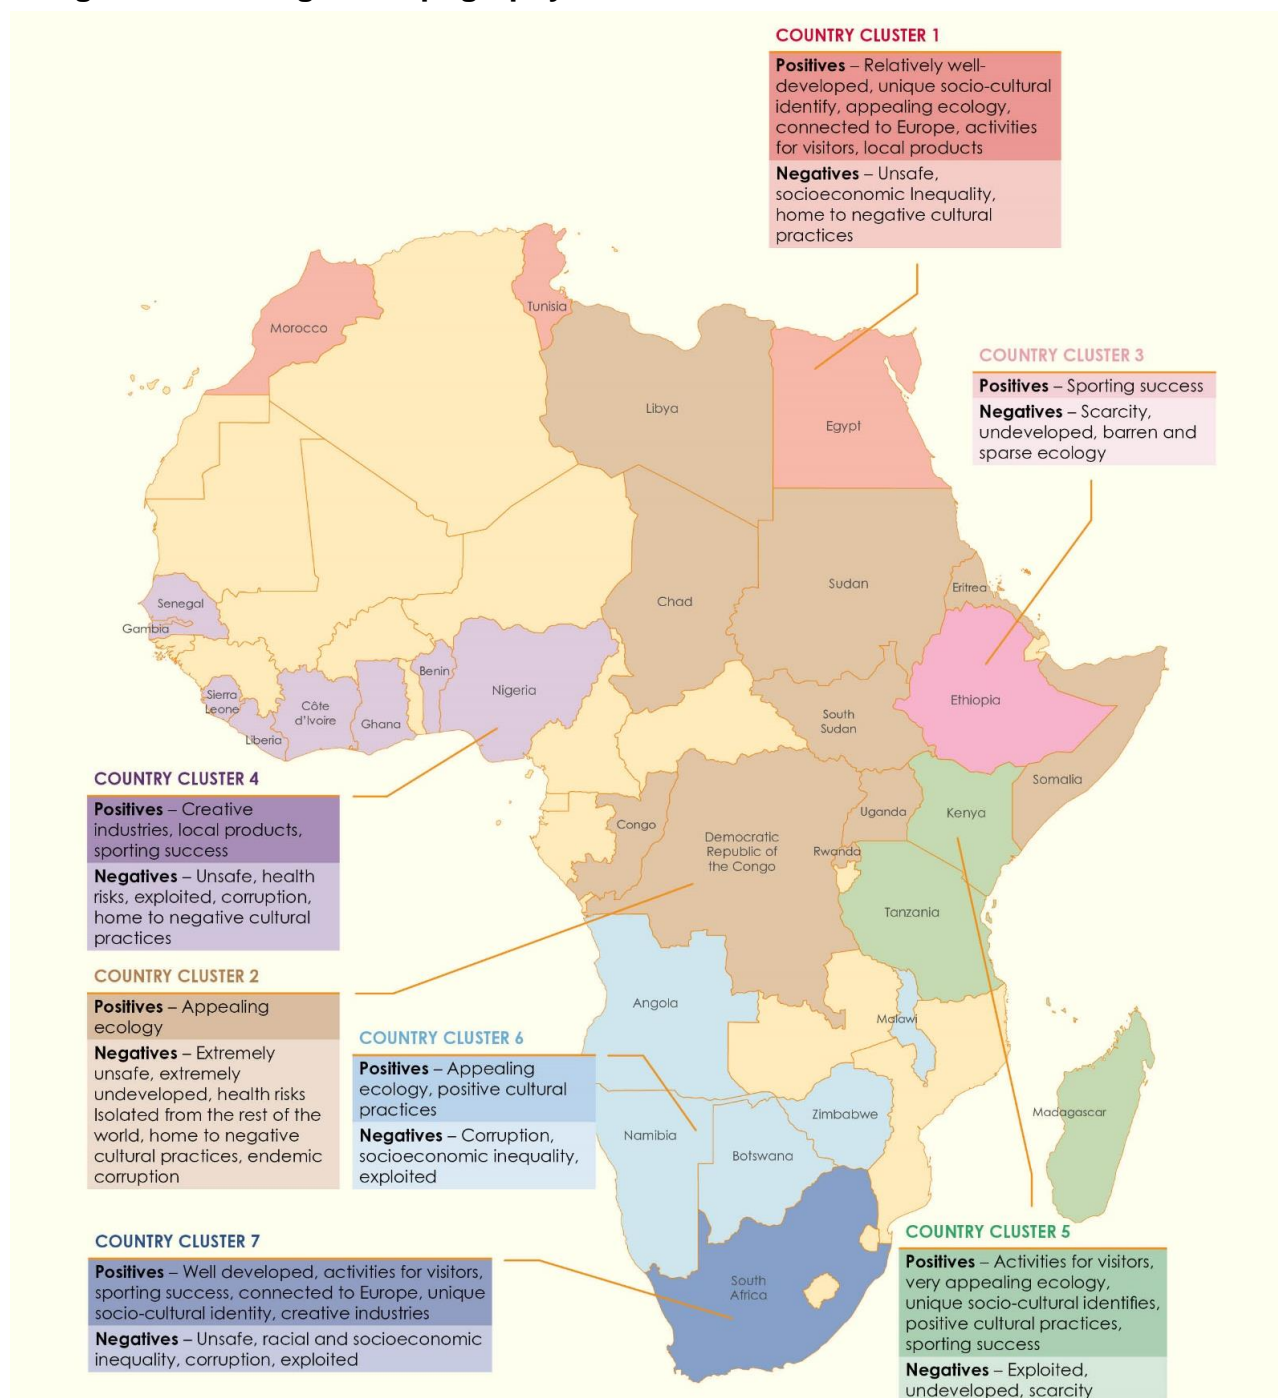 COUNTRY CLUSTER 1
Positives – Relatively well-
developed, unique socio-cultural
identify, appealing ecology,
connected to Europe, activities
for visitors, local products
Negatives – Unsafe,
socioeconomic Inequality,
home to negative cultural
practices
COUNTRY CLUSTER 3
Positives – Sporting success
Negatives – Scarcity,
undeveloped, barren and
sparse ecology
Morocco
Tunisia
Libya
Egypt
Senegal
Gambia
Sierra
Leone
Liberia
Côte
d'Ivoire
Ghana
Benin
Nigeria
Chad
Sudan
Eritrea
Ethiopia
South
Sudan
Somalia
Congo
Democratic
Republic of
the Congo
Uganda
Rwanda
Kenya
Tanzania
COUNTRY CLUSTER 4
Positives – Creative
industries, local products,
sporting success
Negatives – Unsafe, health
risks, exploited, corruption,
home to negative cultural
practices
COUNTRY CLUSTER 2
Positives – Appealing
ecology
Negatives – Extremely
unsafe, extremely
undeveloped, health risks
Isolated from the rest of the
world, home to negative
cultural practices, endemic
corruption
COUNTRY CLUSTER 6
Positives – Appealing
ecology, positive cultural
practices
Negatives – Corruption,
socioeconomic inequality,
exploited
Angola
Malawi
Namibia
Zimbabwe
Botswana
Madagascar
South
Africa
COUNTRY CLUSTER 7
Positives – Well developed, activities for visitors,
sporting success, connected to Europe, unique
socio-cultural identity, creative industries
Negatives – Unsafe, racial and socioeconomic
inequality, corruption, exploited
COUNTRY CLUSTER 5
Positives – Activities for visitors,
very appealing ecology,
unique socio-cultural identifies,
positive cultural practices,
sporting success
Negatives – Exploited,
undeveloped, scarcity